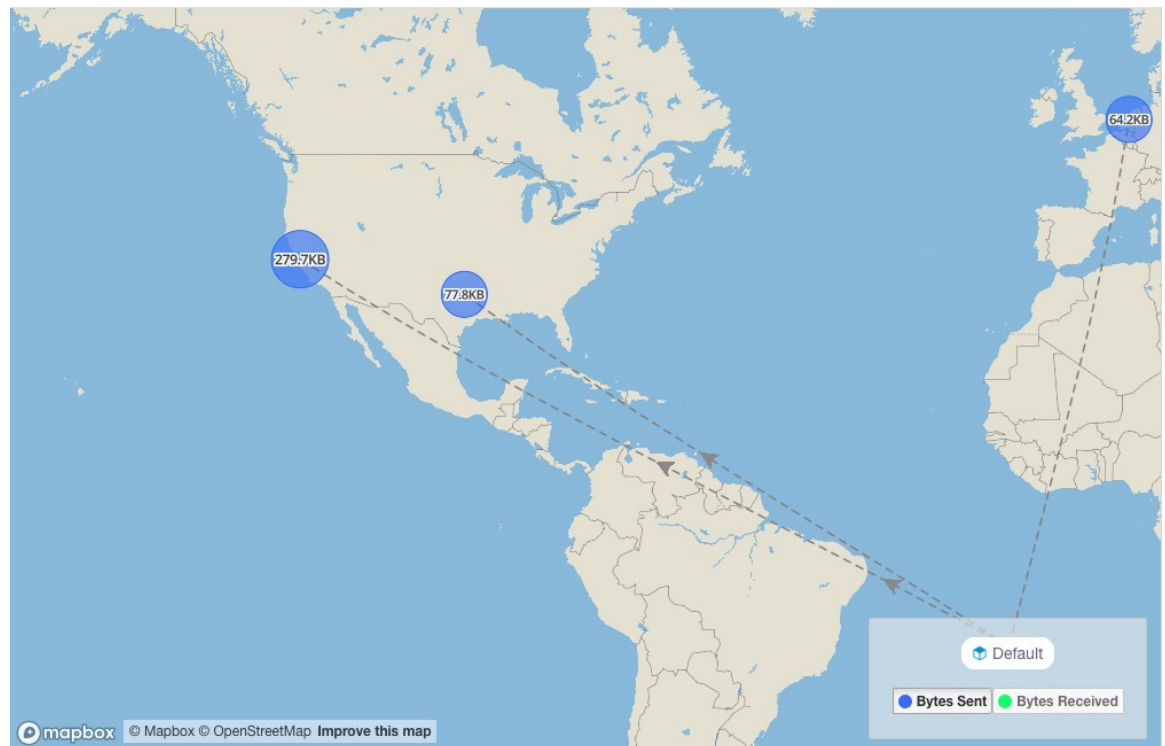 64.2KB
279.7KB
77.8KB
Default
Bytes Sent Bytes Received
mapbox © Mapbox © OpenStreetMap Improve this map